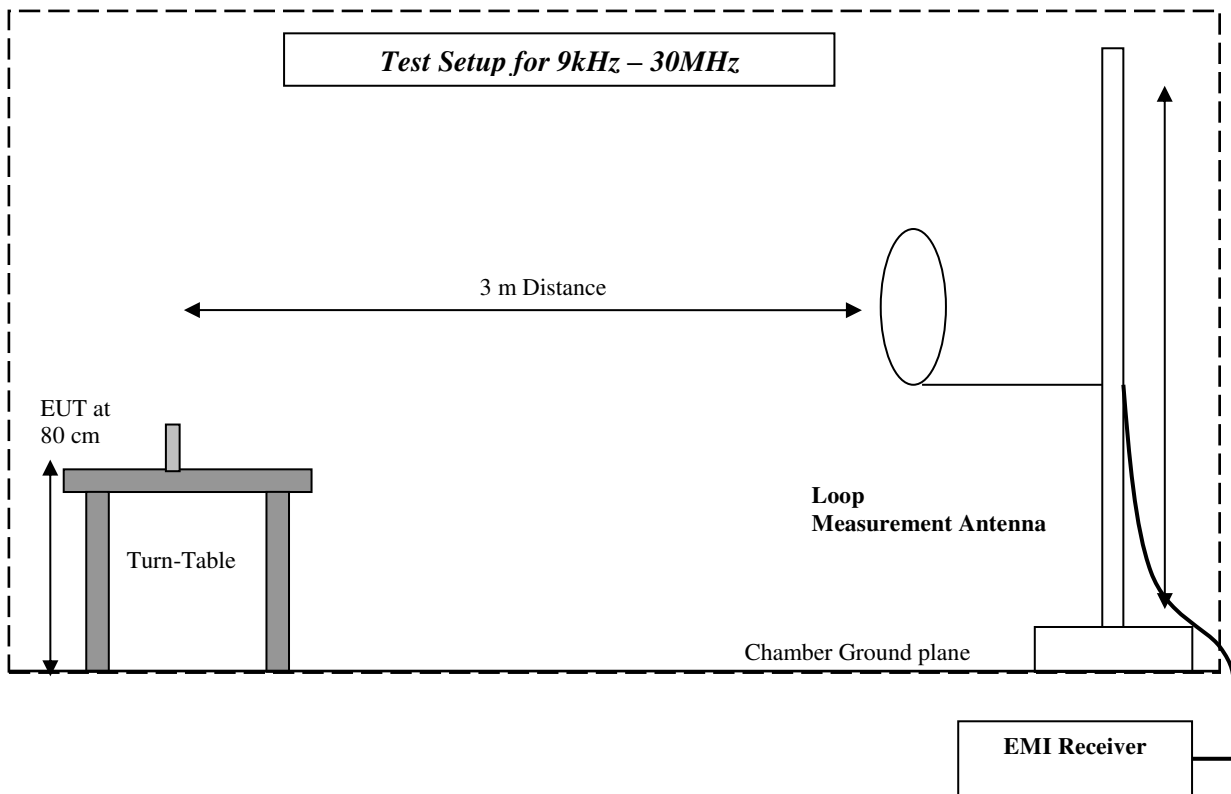 Test Setup for 9kHz – 30MHz
3 m Distance
EUT at
80 cm
Loop
Measurement Antenna
Turn-Table
Chamber Ground plane
EMI Receiver